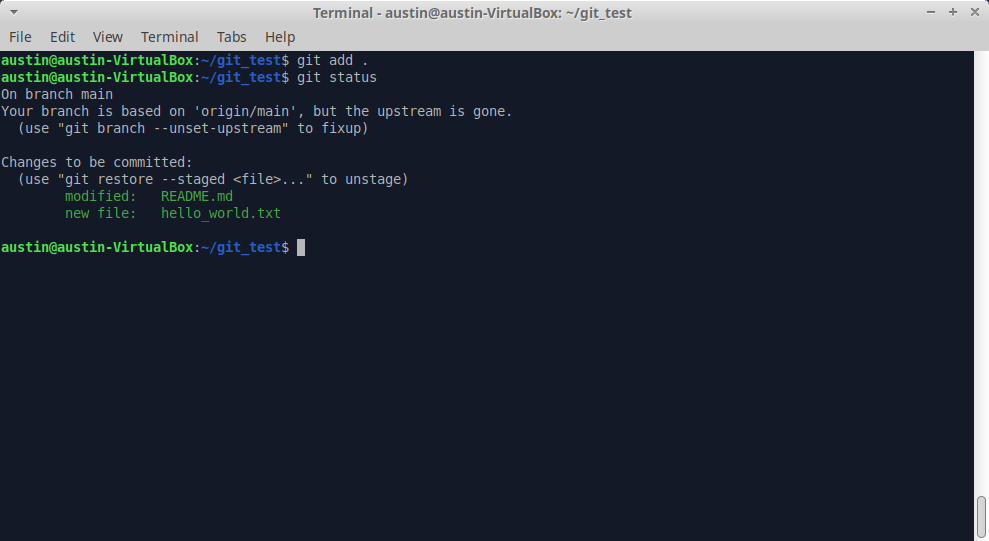 Terminal - austin@austin-VirtualBox: ~/git_test
File Edit View Terminal Tabs Help
austin@austin-VirtualBox:~/git_test$ git add .
austin@austin-VirtualBox:~/git_test$ git status
On branch main
Your branch is based on 'origin/main', but the upstream is gone.
  (use "git branch --unset-upstream" to fixup)

Changes to be committed:
  (use "git restore --staged <file>..." to unstage)
        modified:   README.md
        new file:   hello_world.txt

austin@austin-VirtualBox:~/git_test$